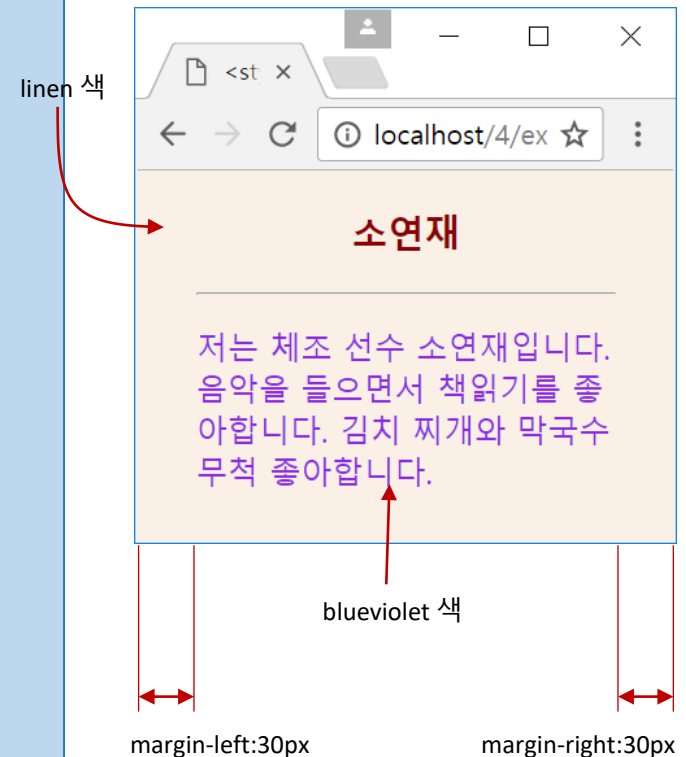 <st
linen 색
localhost/4/ex
소연재
저는 체조 선수 소연재입니다.
음악을 들으면서 책읽기를 좋
아합니다. 김치 찌개와 막국수
무척 좋아합니다.
blueviolet 색
margin-left:30px
margin-right:30px